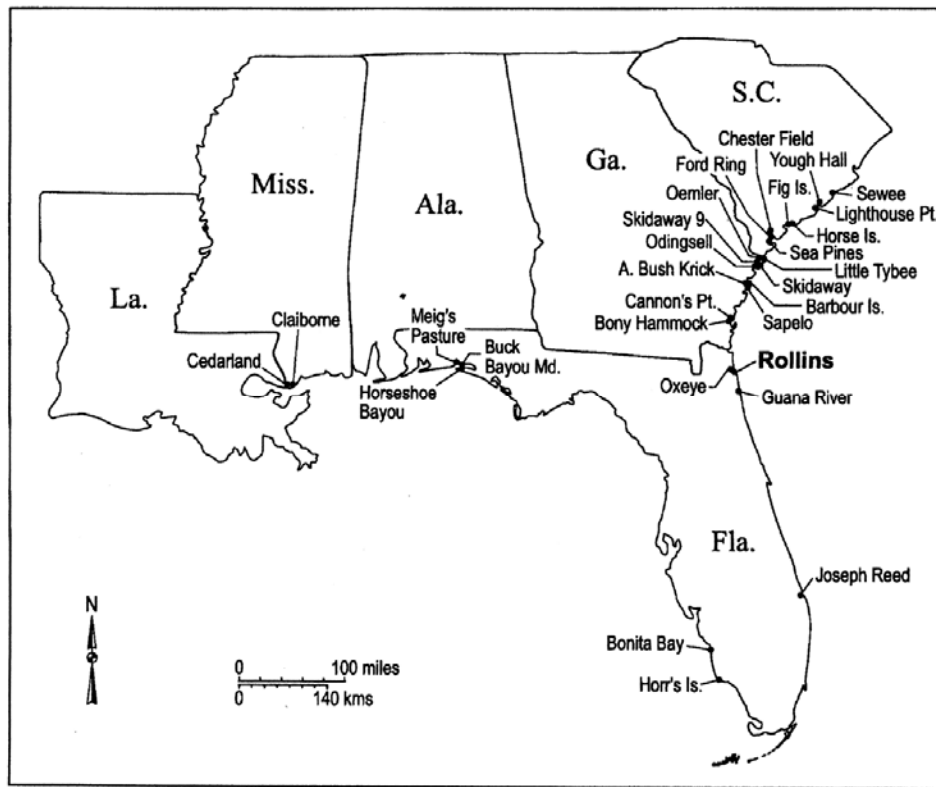 S.C.
Chester Field
Yough Hall
Ford Ring
Fig Is.
Ga.
Oemler
Sewee
Miss.
Lighthouse Pt.
Ala.
Skidaway 9
Horse Is.
Odingsell
Sea Pines
Little Tybee
A. Bush Krick
Skidaway
La.
Barbour Is.
Cannon's Pt.
Sapelo
Claiborne
Meig's
Pasture
Bony Hammock
Buck
Bayou Md.
Cedarland
Rollins
Horseshoe
Bayou
Oxeye
Guana River
Fla.
Joseph Reed
N
Bonita Bay
0 100 miles
0 140 kms
Horr's Is.